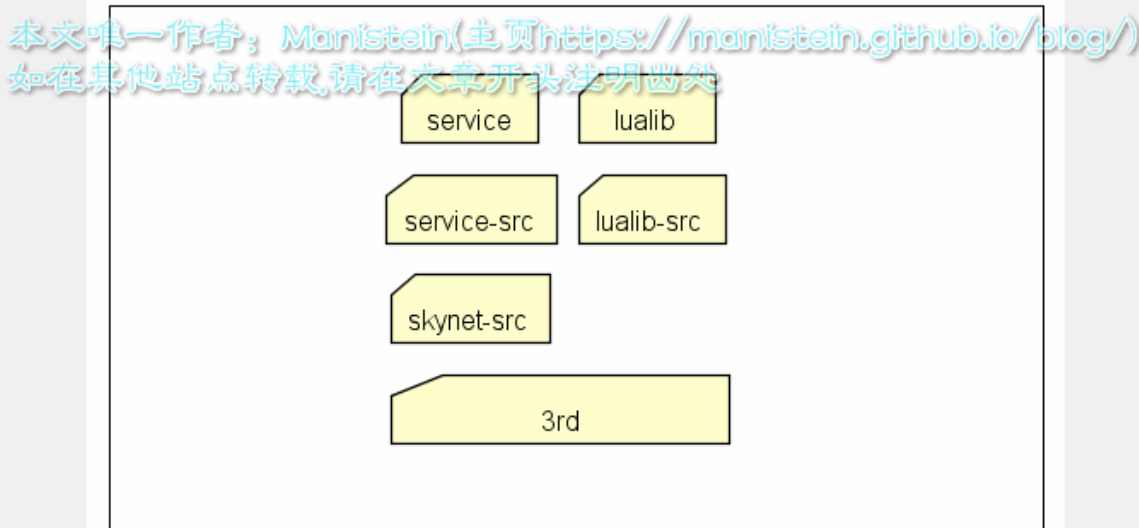 本文唯一作者：Manistein(主页https://manistein.github.io/blog/)
如在其他站点转载,请在文章开头注明出处
service lualib
service-src lualib-src
skynet-src
3rd